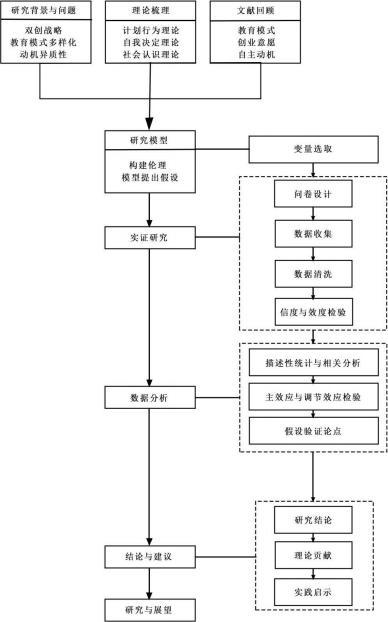 研究背景与问题
双创战略
教育模式多样化
动机异质性
理论梳理
计划行为理论
自我决定理论
社会认识理论
文献回顾
教育模式
创业意愿
自主动机
研究模型
构建伦理
模型提出假设
变量选取
问卷设计
数据收集
数据清洗
信度与效度检验
实证研究
描述性统计与相关分析
主效应与调节效应检验
假设验证论点
数据分析
研究结论
理论贡献
实践启示
结论与建议
研究与展望